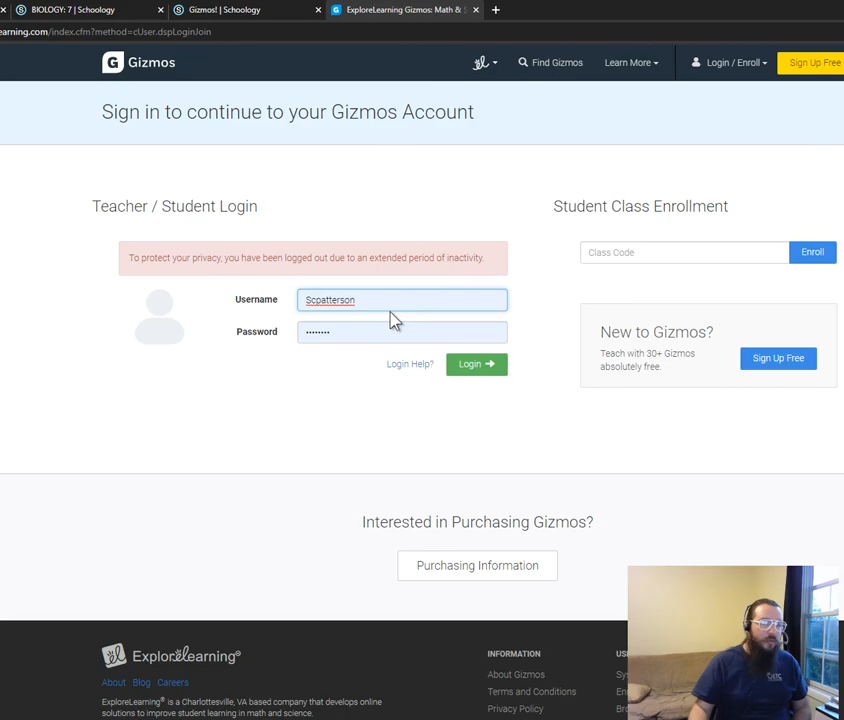 BIOLOGY: 7 | Schoology
Gizmos! | Schoology
ExploreLearning Gizmos: Math &
earning.com/index.cfm?method=cUser.dspLoginJoin
G Gizmos
el
Find Gizmos
Learn More
Login / Enroll
Sign Up Free
Sign in to continue to your Gizmos Account
Teacher / Student Login
To protect your privacy, you have been logged out due to an extended period of inactivity.
Username
Scpatterson
Password
Login Help?
Login
Student Class Enrollment
Class Code
Enroll
New to Gizmos?
Teach with 30+ Gizmos
absolutely free.
Sign Up Free
Interested in Purchasing Gizmos?
Purchasing Information
el ExploreLearning®
About Blog Careers
ExploreLearning® is a Charlottesville, VA based company that develops online
solutions to improve student learning in math and science.
INFORMATION
About Gizmos
Terms and Conditions
Privacy Policy